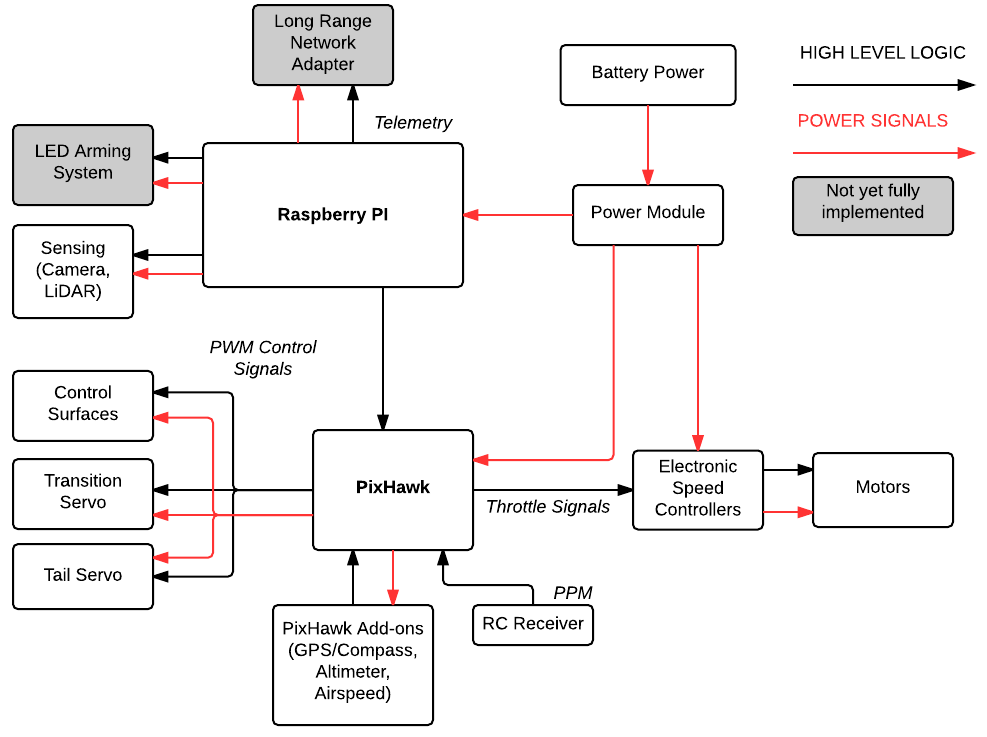 Long Range
Network
Adapter
Battery Power
HIGH LEVEL LOGIC
Telemetry
POWER SIGNALS
LED Arming
System
Raspberry PI
Power Module
Not yet fully
implemented
Sensing
(Camera,
LiDAR)
PWM Control
Signals
Control
Surfaces
Transition
Servo
Tail Servo
PixHawk
Throttle Signals
Electronic
Speed
Controllers
Motors
PPM
RC Receiver
PixHawk Add-ons
(GPS/Compass,
Altimeter,
Airspeed)